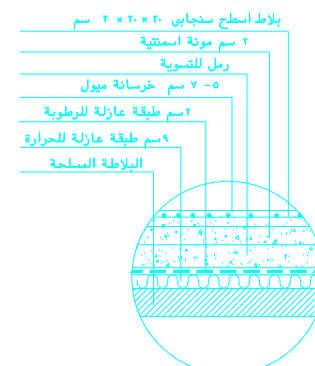 بلاط أسطح سنجابى ٢٠ × ٢٠ × ٢ سم
٢ سم مونة اسمنتية
رمل للتسوية
٥- ٧ سم خرسانة ميول
٢سم طبقة عازلة للرطوبة
٩سم طبقة عازلة للحرارة
البلاطة المسلحة